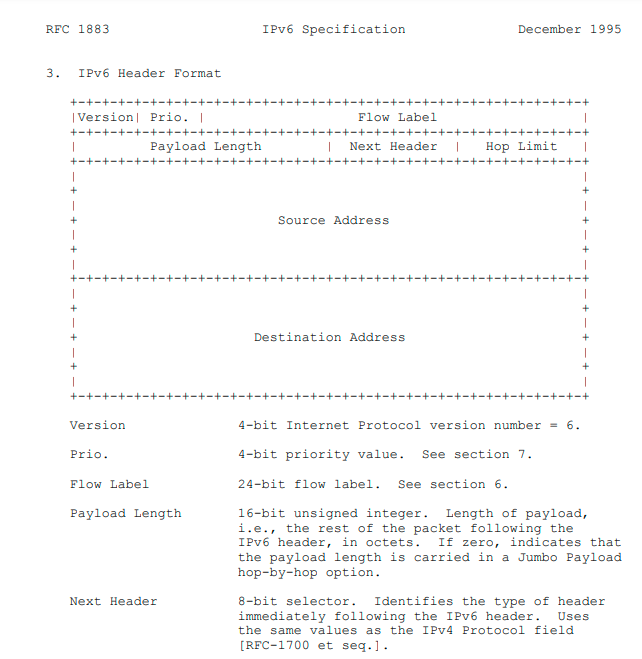 RFC 1883                   IPv6 Specification              December 1995
3.  IPv6 Header Format
   +-+-+-+-+-+-+-+-+-+-+-+-+-+-+-+-+-+-+-+-+-+-+-+-+-+-+-+-+-+-+-+-+
   |Version| Prio. |                   Flow Label                  |
   +-+-+-+-+-+-+-+-+-+-+-+-+-+-+-+-+-+-+-+-+-+-+-+-+-+-+-+-+-+-+-+-+
   |         Payload Length        |  Next Header  |   Hop Limit   |
   +-+-+-+-+-+-+-+-+-+-+-+-+-+-+-+-+-+-+-+-+-+-+-+-+-+-+-+-+-+-+-+-+
   |                                                               |
   +                                                               +
   |                                                               |
   +                         Source Address                        +
   |                                                               |
   +                                                               +
   |                                                               |
   +-+-+-+-+-+-+-+-+-+-+-+-+-+-+-+-+-+-+-+-+-+-+-+-+-+-+-+-+-+-+-+-+
   |                                                               |
   +                                                               +
   |                                                               |
   +                      Destination Address                      +
   |                                                               |
   +                                                               +
   |                                                               |
   +-+-+-+-+-+-+-+-+-+-+-+-+-+-+-+-+-+-+-+-+-+-+-+-+-+-+-+-+-+-+-+-+
   Version              4-bit Internet Protocol version number = 6.
   Prio.                4-bit priority value.  See section 7.
   Flow Label           24-bit flow label.  See section 6.
   Payload Length       16-bit unsigned integer.  Length of payload,
                        i.e., the rest of the packet following the
                        IPv6 header, in octets.  If zero, indicates that
                        the payload length is carried in a Jumbo Payload
                        hop-by-hop option.
   Next Header          8-bit selector.  Identifies the type of header
                        immediately following the IPv6 header.  Uses
                        the same values as the IPv4 Protocol field
                        [RFC-1700 et seq.].